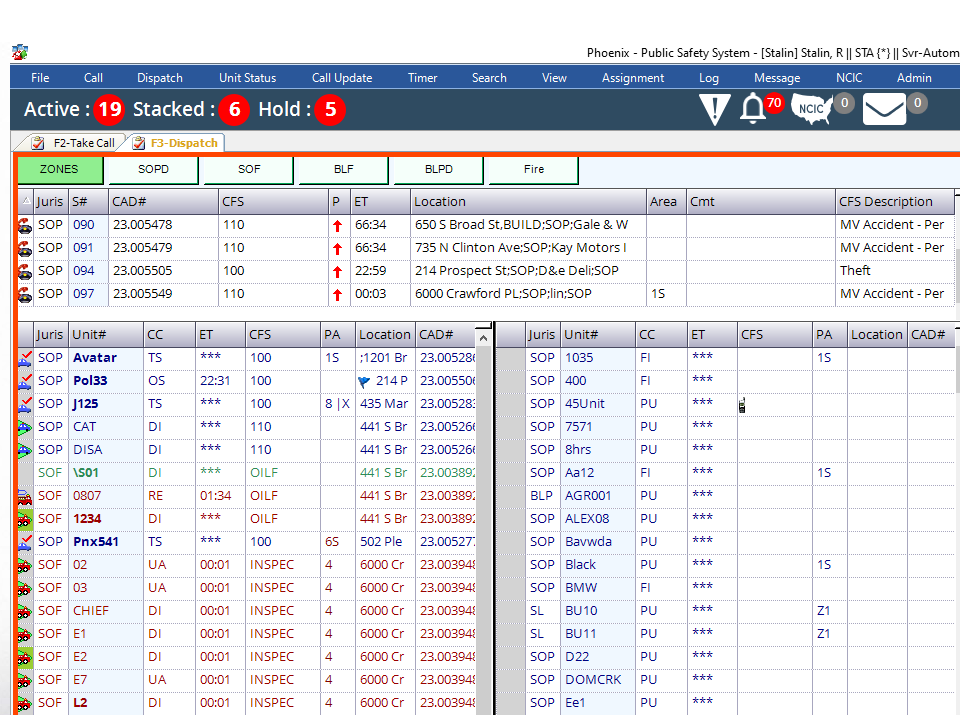 Phoenix - Public Safety System - [Stalin] Stalin, R || STA {*} || Svr-Autom
File Call Dispatch Unit Status Call Update Timer Search View Assignment Log Message NCIC Admin
Active : 19 Stacked : 6 Hold : 5 70 NCIC 0 0
F2-Take Call F3-Dispatch
ZONES SOPD SOF BLF BLPD Fire
Juris S# CAD# CFS P ET Location Area Cmt CFS Description
SOP 090 23.005478 110 66:34 650 S Broad St,BUILD;SOP;Gale & W MV Accident - Per
SOP 091 23.005479 110 66:34 735 N Clinton Ave;SOP;Kay Motors I MV Accident - Per
SOP 094 23.005505 100 22:59 214 Prospect St;SOP;D&e Deli;SOP Theft
SOP 097 23.005549 110 00:03 6000 Crawford PL;SOP;lin;SOP 1S MV Accident - Per
Juris Unit# CC ET CFS PA Location CAD# Juris Unit# CC ET CFS PA Location CAD#
SOP Avatar TS *** 100 1S ;1201 Br 23.005286 SOP 1035 FI *** 1S
SOP Pol33 OS 22:31 100 214 P 23.005506 SOP 400 FI ***
SOP J125 TS *** 100 8 |X 435 Mar 23.005283 SOP 45Unit PU ***
SOP CAT DI *** 110 441 S Br 23.005266 SOP 7571 PU ***
SOP DISA DI *** 110 441 S Br 23.005266 SOP 8hrs PU ***
SOF \S01 DI *** OILF 441 S Br 23.003892 SOP Aa12 FI *** 1S
SOF 0807 RE 01:34 OILF 441 S Br 23.003892 BLP AGR001 PU ***
SOF 1234 DI *** OILF 441 S Br 23.003892 SOP ALEX08 PU ***
SOP Pnx541 TS *** 100 6S 502 Ple 23.005277 SOP Bavwda PU ***
SOF 02 UA 00:01 INSPEC 4 6000 Cr 23.003948 SOP Black PU *** 1S
SOF 03 UA 00:01 INSPEC 4 6000 Cr 23.003948 SOP BMW FI ***
SOF CHIEF DI 00:01 INSPEC 4 6000 Cr 23.003948 SL BU10 PU *** Z1
SOF E1 DI 00:01 INSPEC 4 6000 Cr 23.003948 SL BU11 PU *** Z1
SOF E2 DI 00:01 INSPEC 4 6000 Cr 23.003948 SOP D22 PU ***
SOF E7 UA 00:01 INSPEC 4 6000 Cr 23.003948 SOP DOMCRK PU ***
SOF L2 DI 00:01 INSPEC 4 6000 Cr 23.003948 SOP Ee1 PU ***